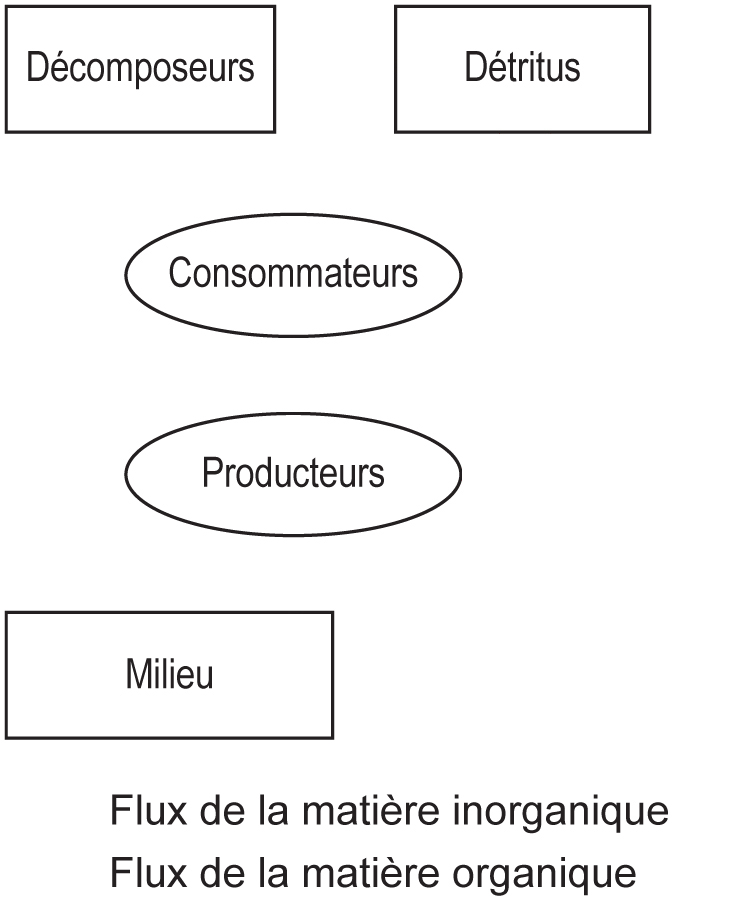 Décomposeurs
Détritus
Consommateurs
Producteurs
Milieu
Flux de la matière inorganique
Flux de la matière organique